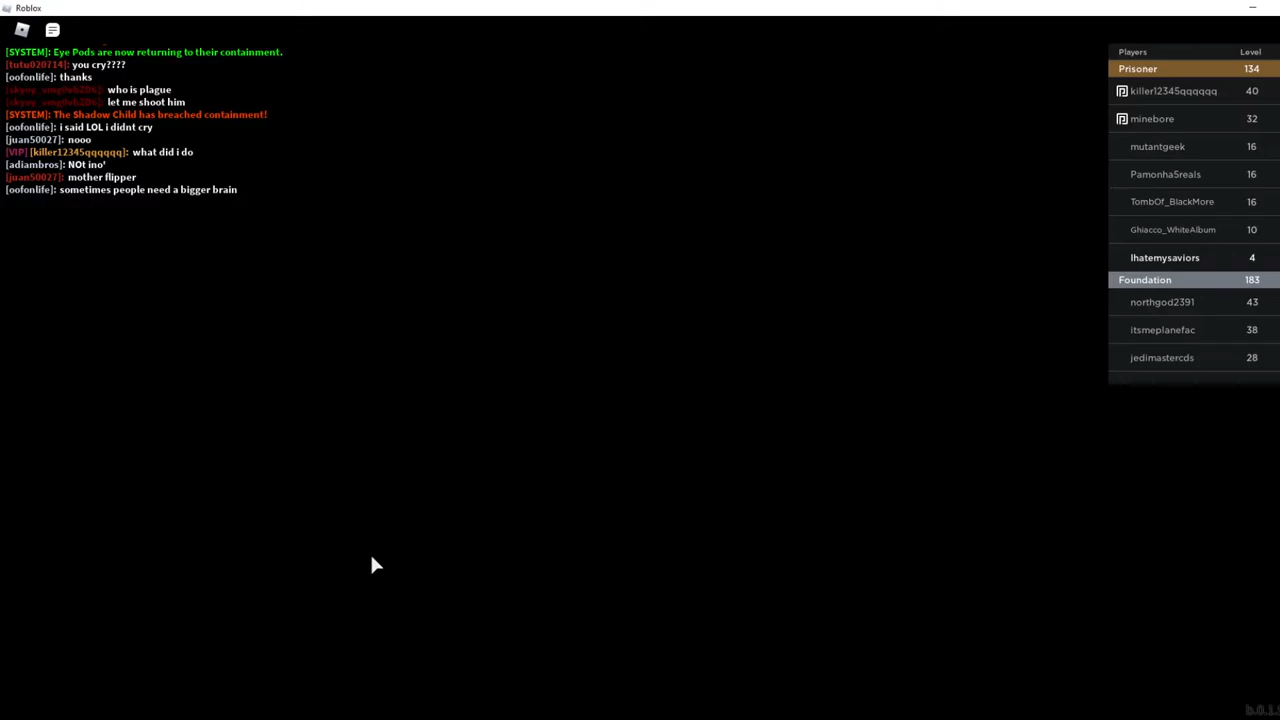 Roblox
[SYSTEM]: Eye Pods are now returning to their containment.
[tutu020714]: you cry????
[oofonlife]: thanks
who is plague
let me shoot him
[SYSTEM]: The Shadow Child has breached containment!
[oofonlife]: i said LOL i didnt cry
[juan50027]: nooo
[VIP] [killer12345qqqqqq]: what did i do
[adiambros]: NOt ino'
[juan50027]: mother flipper
[oofonlife]: sometimes people need a bigger brain
Players Level
Prisoner 134
killer12345qqqqqq 40
minebore 32
mutantgeek 16
Pamonha5reals 16
TombOf_BlackMore 16
Ghiacco_WhiteAlbum 10
Ihatemysaviors 4
Foundation 183
northgod2391 43
itsmeplanefac 38
jedimastercds 28